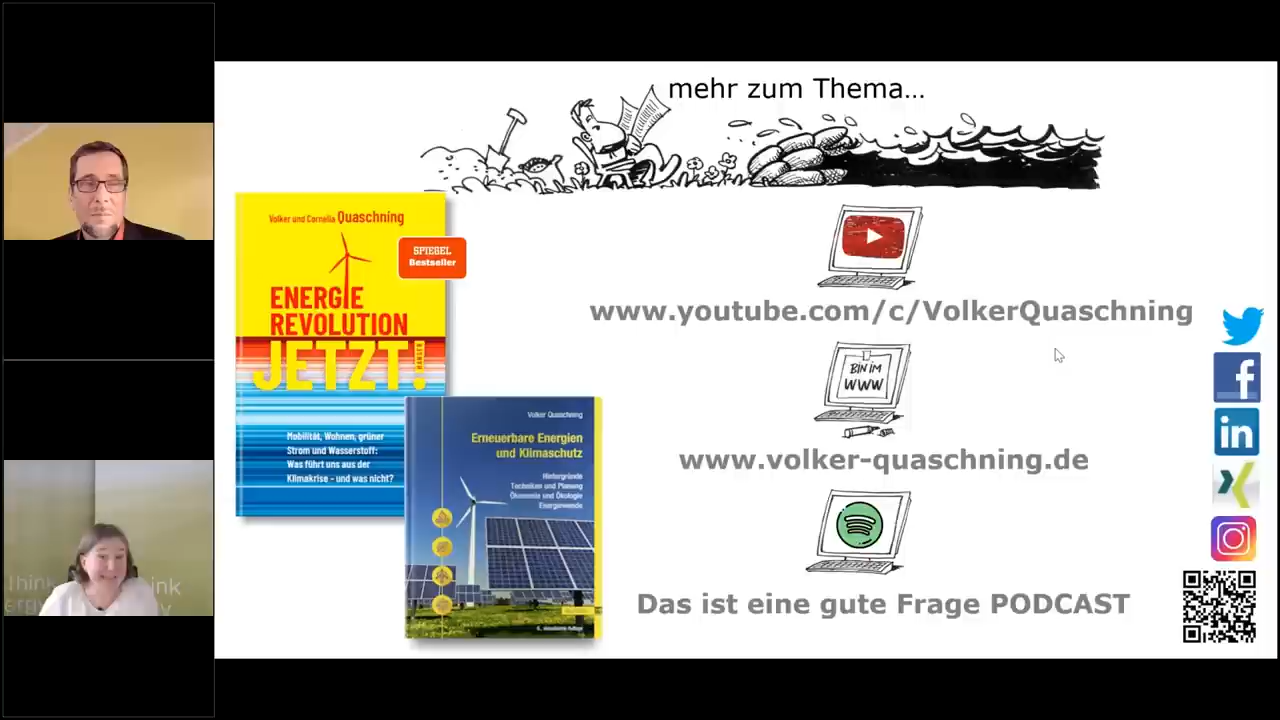 mehr zum Thema...
Volker und Cornelia Quaschning
SPIEGEL
Bestseller
ENERGIE
REVOLUTION
JETZT!
HANSER
Mobilität, Wohnen, grüner
Strom und Wasserstoff:
Was führt uns aus der
Klimakrise – und was nicht?
Volker Quaschning
Erneuerbare Energien
und Klimaschutz
Hintergründe
Techniken und Planung
Ökonomie und Ökologie
Energiewende
www.youtube.com/c/VolkerQuaschning
BIN IM
WWW
www.volker-quaschning.de
Das ist eine gute Frage PODCAST
Think
ink